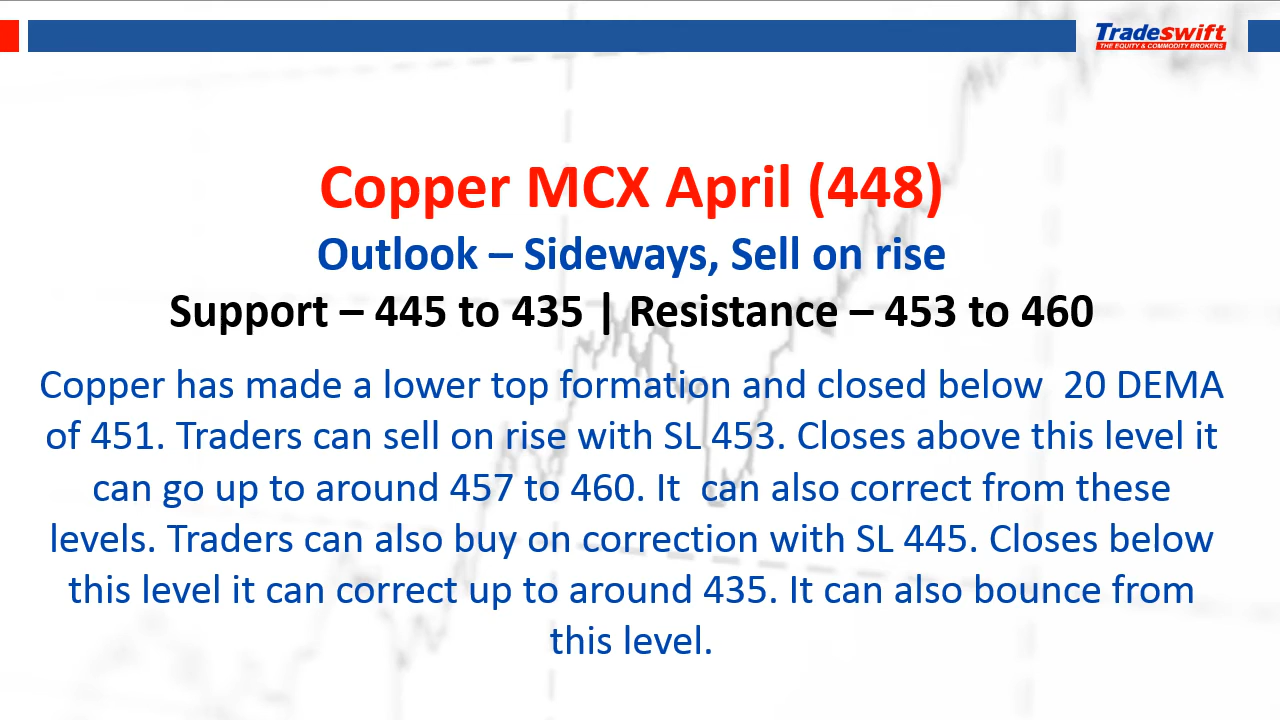 Tradeswift
THE EQUITY & COMMODITY BROKERS
Copper MCX April (448)
Outlook – Sideways, Sell on rise
Support – 445 to 435 | Resistance – 453 to 460
Copper has made a lower top formation and closed below  20 DEMA
of 451. Traders can sell on rise with SL 453. Closes above this level it
can go up to around 457 to 460. It  can also correct from these
levels. Traders can also buy on correction with SL 445. Closes below
this level it can correct up to around 435. It can also bounce from
this level.